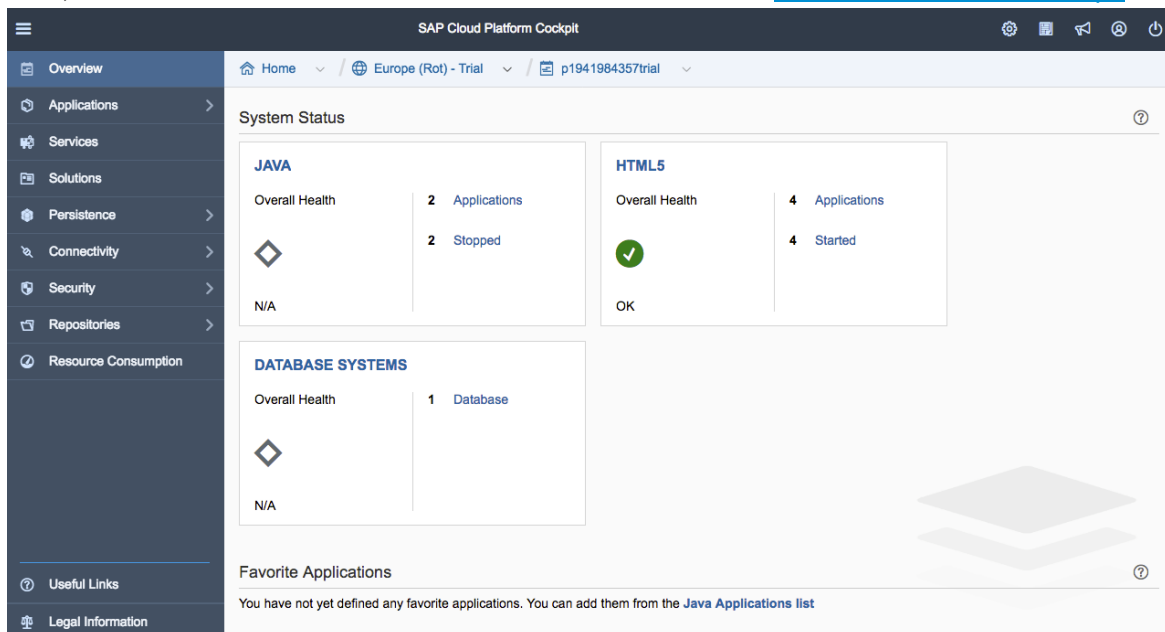 SAP Cloud Platform Cockpit
Overview
Applications
Services
Solutions
Persistence
Connectivity
Security
Repositories
Resource Consumption
Useful Links
Legal Information
Home / Europe (Rot) - Trial / p1941984357trial
System Status
JAVA
Overall Health
N/A
2 Applications
2 Stopped
HTML5
Overall Health
OK
4 Applications
4 Started
DATABASE SYSTEMS
Overall Health
N/A
1 Database
Favorite Applications
You have not yet defined any favorite applications. You can add them from the Java Applications list